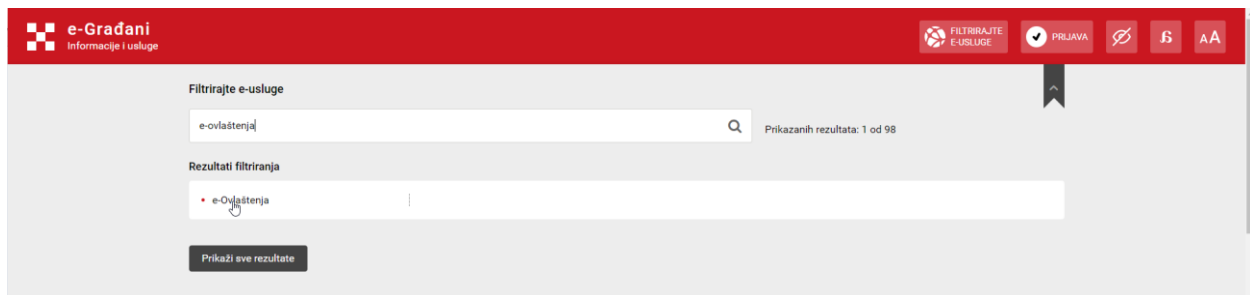 e-Građani
Informacije i usluge
FILTRIRAJTE
E-USLUGE
PRIJAVA
AA
Filtrirajte e-usluge
e-ovlaštenja
Prikazanih rezultata: 1 od 98
Rezultati filtriranja
e-Ovlaštenja
Prikaži sve rezultate